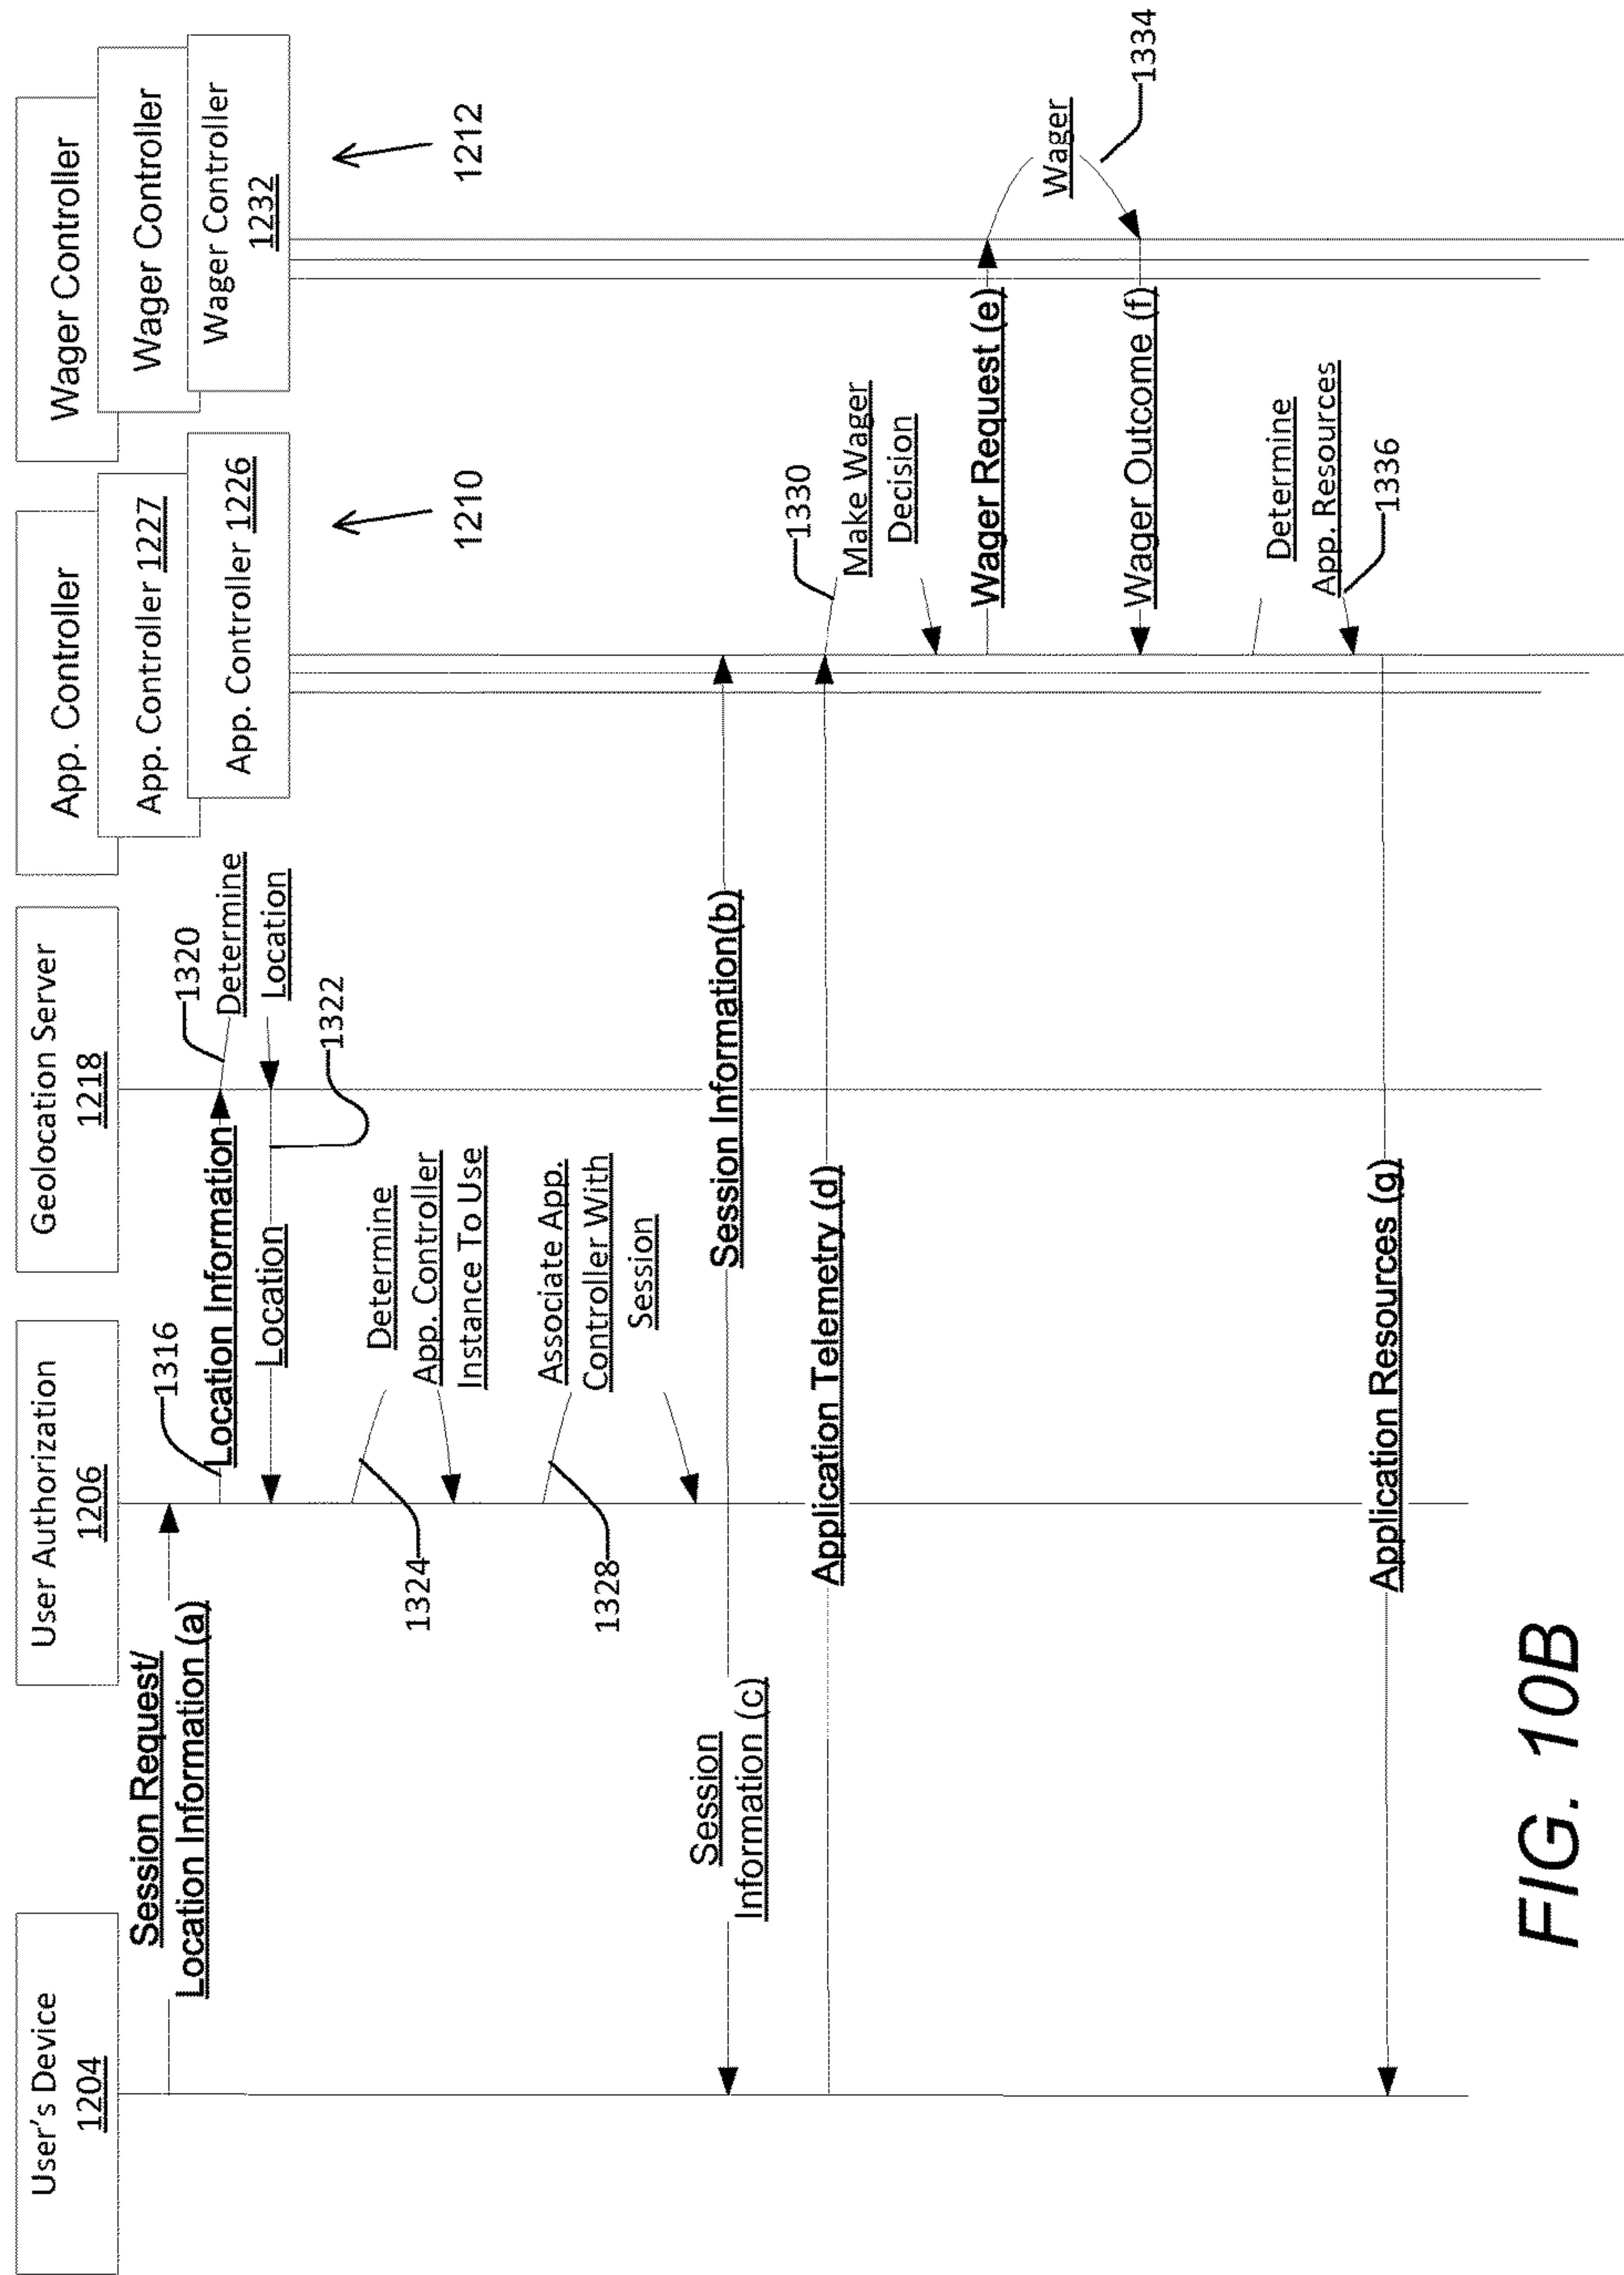 User's Device
1204
User Authorization
1206
Geolocation Server
1218
App. Controller
App. Controller 1227
App. Controller 1226
1210
Wager Controller
Wager Controller
Wager Controller
1232
1212
Session Request/
Location Information (a)
1316
Location Information
1320
Determine
Location
Location
1322
Determine
App. Controller
Instance To Use
1324
Associate App.
Controller With
Session
1328
Session Information(b)
Session
Information (c)
Application Telemetry (d)
1330
Make Wager
Decision
Wager Request (e)
Wager
1334
Wager Outcome (f)
Determine
App. Resources
1336
Application Resources (g)
FIG. 10B